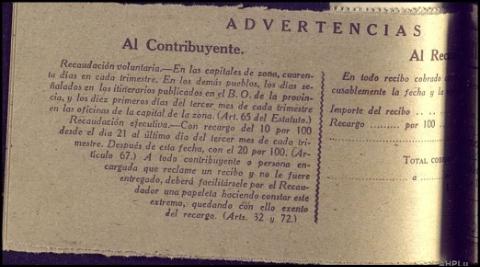 ADVERTENCIAS
Al Contribuyente.
Recaudación voluntaria.—En las capitales de zona, cuaren-
ta días en cada trimestre. En los demás pueblos, los días se-
ñalados en los itinerarios publicados en el B. O. de la provin-
cia, y los diez primeros días del tercer mes de cada trimestre
en las oficinas de la capital de la zona. (Art. 65 del Estatuto.)
Recaudación ejecutiva.—Con recargo del 10 por 100
desde el día 21 al último día del tercer mes de cada tri-
mestre. Después de esta fecha, con el 20 por 100. (Ar-
tículo 67.) A todo contribuyente o persona en-
cargada que reclame un recibo y no le fuere
entregado, deberá facilitársele por el Recau-
dador una papeleta haciendo constar este
extremo, quedando con ello exento
del recargo. (Arts. 32 y 72.)
Al
En todo recibo cobrado
cusablemente la fecha y la
Importe del recibo ....
Recargo ......... por 100
TOTAL
a